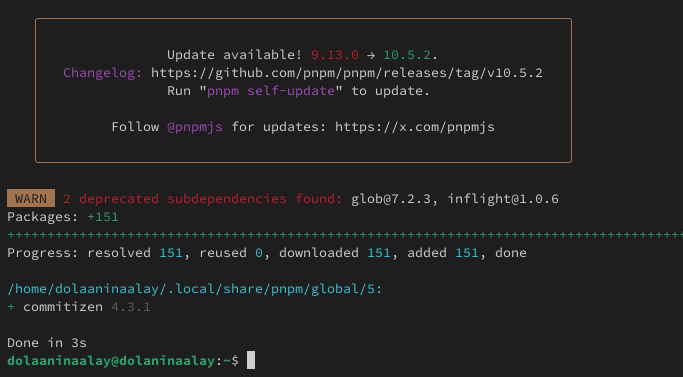 Update available! 9.13.0 → 10.5.2.
Changelog: https://github.com/pnpm/pnpm/releases/tag/v10.5.2
Run "pnpm self-update" to update.
Follow @pnpmjs for updates: https://x.com/pnpmjs
WARN 2 deprecated subdependencies found: glob@7.2.3, inflight@1.0.6
Packages: +151
++++++++++++++++++++++++++++++++++++++++++++++++++++++++++++++++++++++++++++++++++++
Progress: resolved 151, reused 0, downloaded 151, added 151, done
/home/dolaaninaalay/.local/share/pnpm/global/5:
+ commitizen 4.3.1
Done in 3s
dolaaninaalay@dolaninaalay:~$